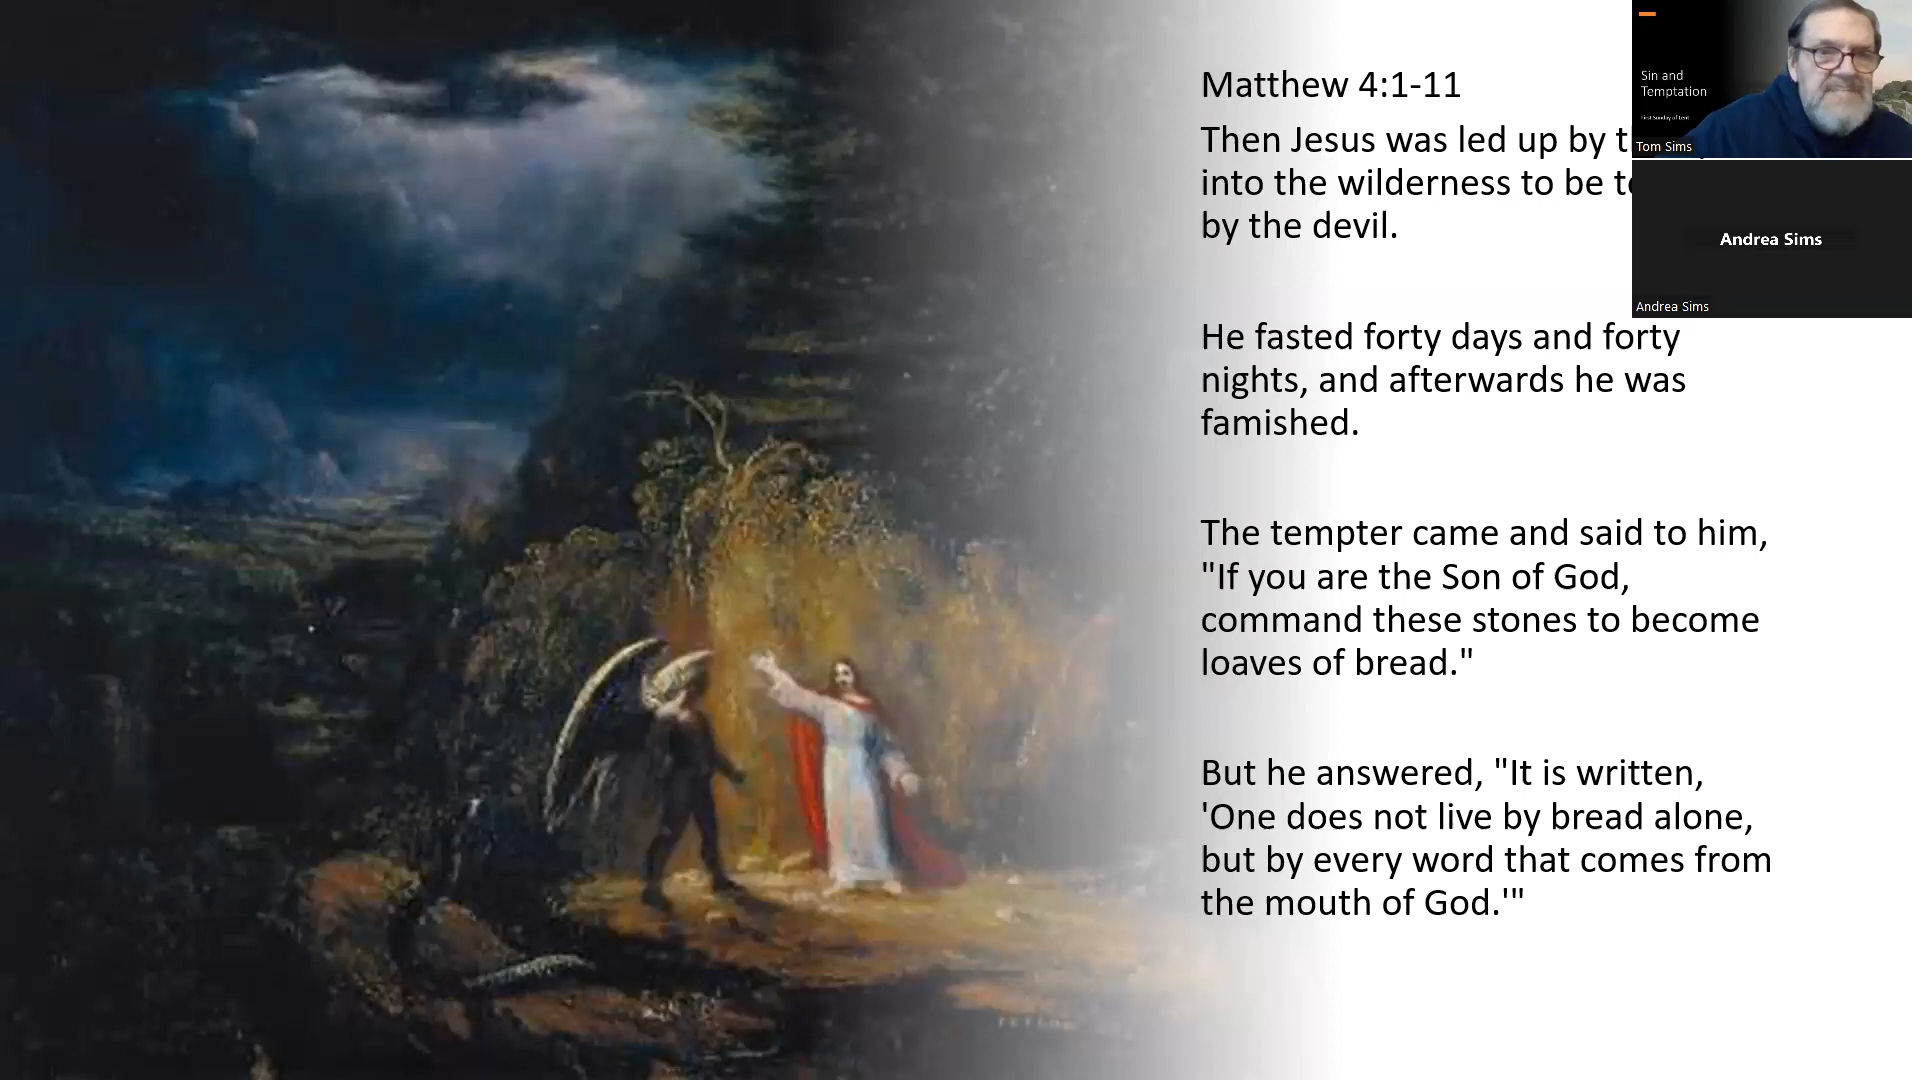 Matthew 4:1-11
Then Jesus was led up by
into the wilderness to be
by the devil.
He fasted forty days and forty
nights, and afterwards he was
famished.
The tempter came and said to him,
"If you are the Son of God,
command these stones to become
loaves of bread."
But he answered, "It is written,
'One does not live by bread alone,
but by every word that comes from
the mouth of God.'"
Sin and
Temptation
First Sunday of Lent
Tom Sims
Andrea Sims
Andrea Sims